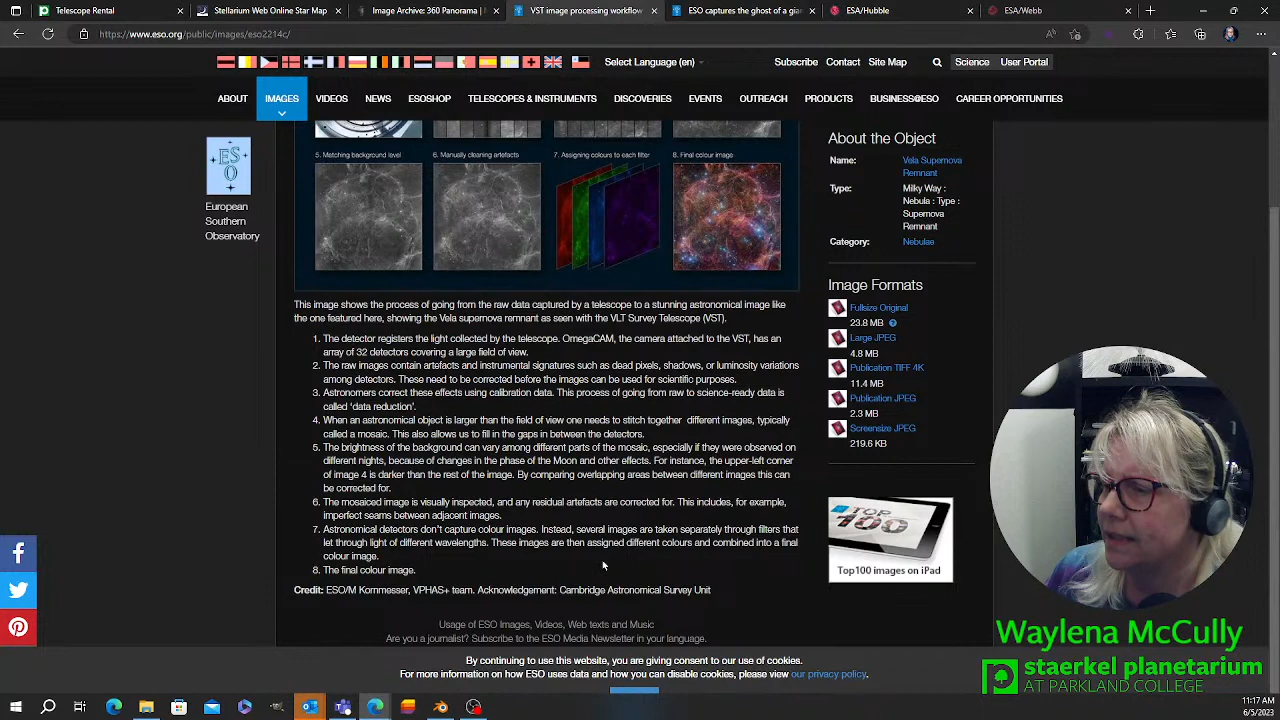 Telescope Rental
Stellarium Web Online Star Map
Image Archive: 360 Panorama | N
VST image processing workflow
ESO captures the ghost of a gia
ESA/Hubble
ESA/Webb
https://www.eso.org/public/images/eso2214c/
Select Language (en)
Subscribe Contact Site Map
Science User Portal
ABOUT IMAGES VIDEOS NEWS ESOSHOP TELESCOPES & INSTRUMENTS DISCOVERIES EVENTS OUTREACH PRODUCTS BUSINESS@ESO CAREER OPPORTUNITIES
ES
O
European
Southern
Observatory
5. Matching background level
6. Manually cleaning artefacts
7. Assigning colours to each filter
8. Final colour image
This image shows the process of going from the raw data captured by a telescope to a stunning astronomical image like
the one featured here, showing the Vela supernova remnant as seen with the VLT Survey Telescope (VST).
1. The detector registers the light collected by the telescope. OmegaCAM, the camera attached to the VST, has an
array of 32 detectors covering a large field of view.
2. The raw images contain artefacts and instrumental signatures such as dead pixels, shadows, or luminosity variations
among detectors. These need to be corrected before the images can be used for scientific purposes.
3. Astronomers correct these effects using calibration data. This process of going from raw to science-ready data is
called ‘data reduction’.
4. When an astronomical object is larger than the field of view one needs to stitch together different images, typically
called a mosaic. This also allows us to fill in the gaps in between the detectors.
5. The brightness of the background can vary among different parts of the mosaic, especially if they were observed on
different nights, because of changes in the phase of the Moon and other effects. For instance, the upper-left corner
of image 4 is darker than the rest of the image. By comparing overlapping areas between different images this can
be corrected for.
6. The mosaiced image is visually inspected, and any residual artefacts are corrected for. This includes, for example,
imperfect seams between adjacent images.
7. Astronomical detectors don’t capture colour images. Instead, several images are taken separately through filters that
let through light of different wavelengths. These images are then assigned different colours and combined into a final
colour image.
8. The final colour image.
Credit: ESO/M Kornmesser, VPHAS+ team. Acknowledgement: Cambridge Astronomical Survey Unit
Usage of ESO Images, Videos, Web texts and Music
Are you a journalist? Subscribe to the ESO Media Newsletter in your language.
By continuing to use this website, you are giving consent to our use of cookies.
For more information on how ESO uses data and how you can disable cookies, please view our privacy policy.
About the Object
Name: Vela Supernova
Remnant
Type: Milky Way :
Nebula : Type :
Supernova
Remnant
Category: Nebulae
Image Formats
Fullsize Original
23.8 MB
Large JPEG
4.8 MB
Publication TIFF 4K
11.4 MB
Publication JPEG
2.3 MB
Screensize JPEG
219.6 KB
TOP
100
Top100 images on iPad
Waylena McCully
staerkel planetarium
AT PARKLAND COLLEGE
11:17 AM
6/5/2023